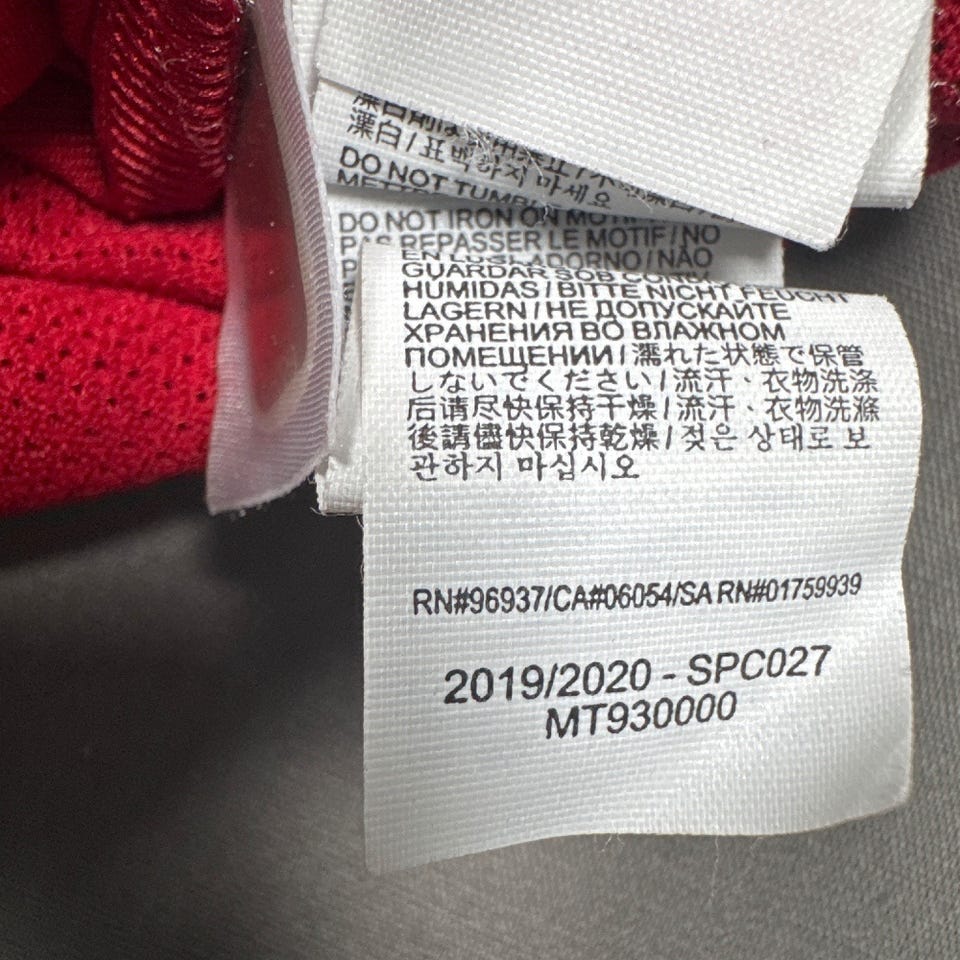 漂白/표백하지 마세요
DO NOT TUMBL
DO NOT IRON ON MOTIF
PAS REPASSER LE MOTIF/NO
EN LOS ADORNO/NÃO
GUARDAR SOB
HÚMIDAS/BITTE NICHT FEUCHT
LAGERN/НЕ ДОПУСКАЙТЕ
ХРАНЕНИЯ ВО ВЛАЖНОМ
ПОМЕЩЕНИИ/濡れた状態で保管
しないでください/流汗、衣物洗涤
后请尽快保持干燥/流汗、衣物洗滌
後請儘快保持乾燥/젖은 상태로 보
관하지 마십시오
RN#96937/CA#06054/SA RN#01759939
2019/2020 - SPC027
MT930000